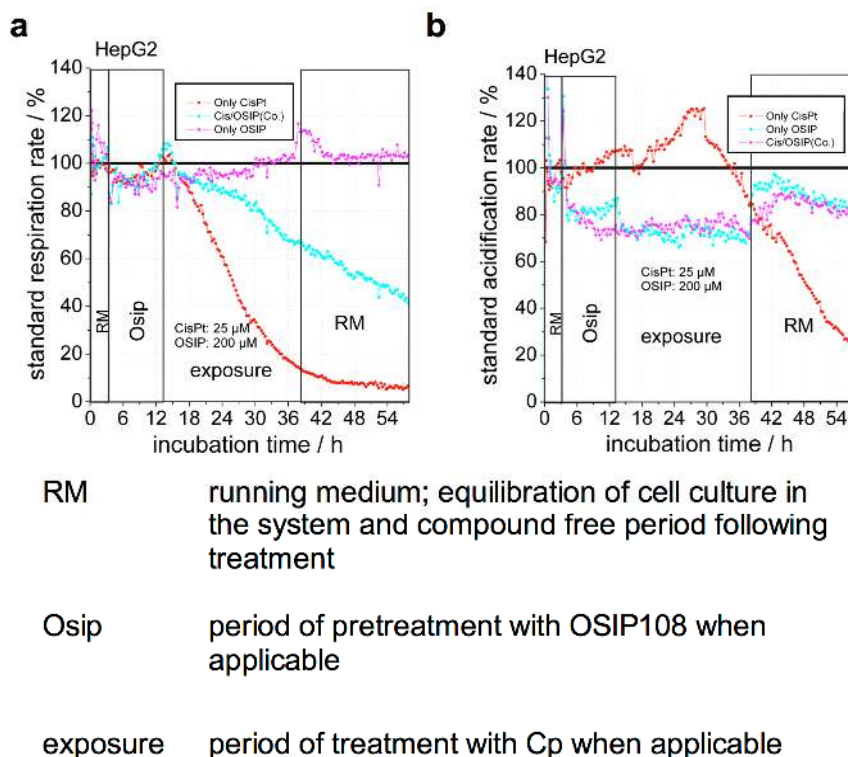 a
HepG2
standard respiration rate / %
140
120
100
80
60
40
20
0
Only CisPt
Cis/OSIP(Co.)
Only OSIP
RM
Osip
CisPt: 25 µM
OSIP: 200 µM
exposure
RM
0 6 12 18 24 30 36 42 48 54
incubation time / h
b
HepG2
standard acidification rate / %
140
120
100
80
60
40
20
0
Only CisPt
Only OSIP
Cis/OSIP(Co.)
RM
Osip
CisPt: 25 µM
OSIP: 200 µM
exposure
RM
0 6 12 18 24 30 36 42 48 54
incubation time / h
RM running medium; equilibration of cell culture in
the system and compound free period following
treatment
Osip period of pretreatment with OSIP108 when
applicable
exposure period of treatment with Cp when applicable